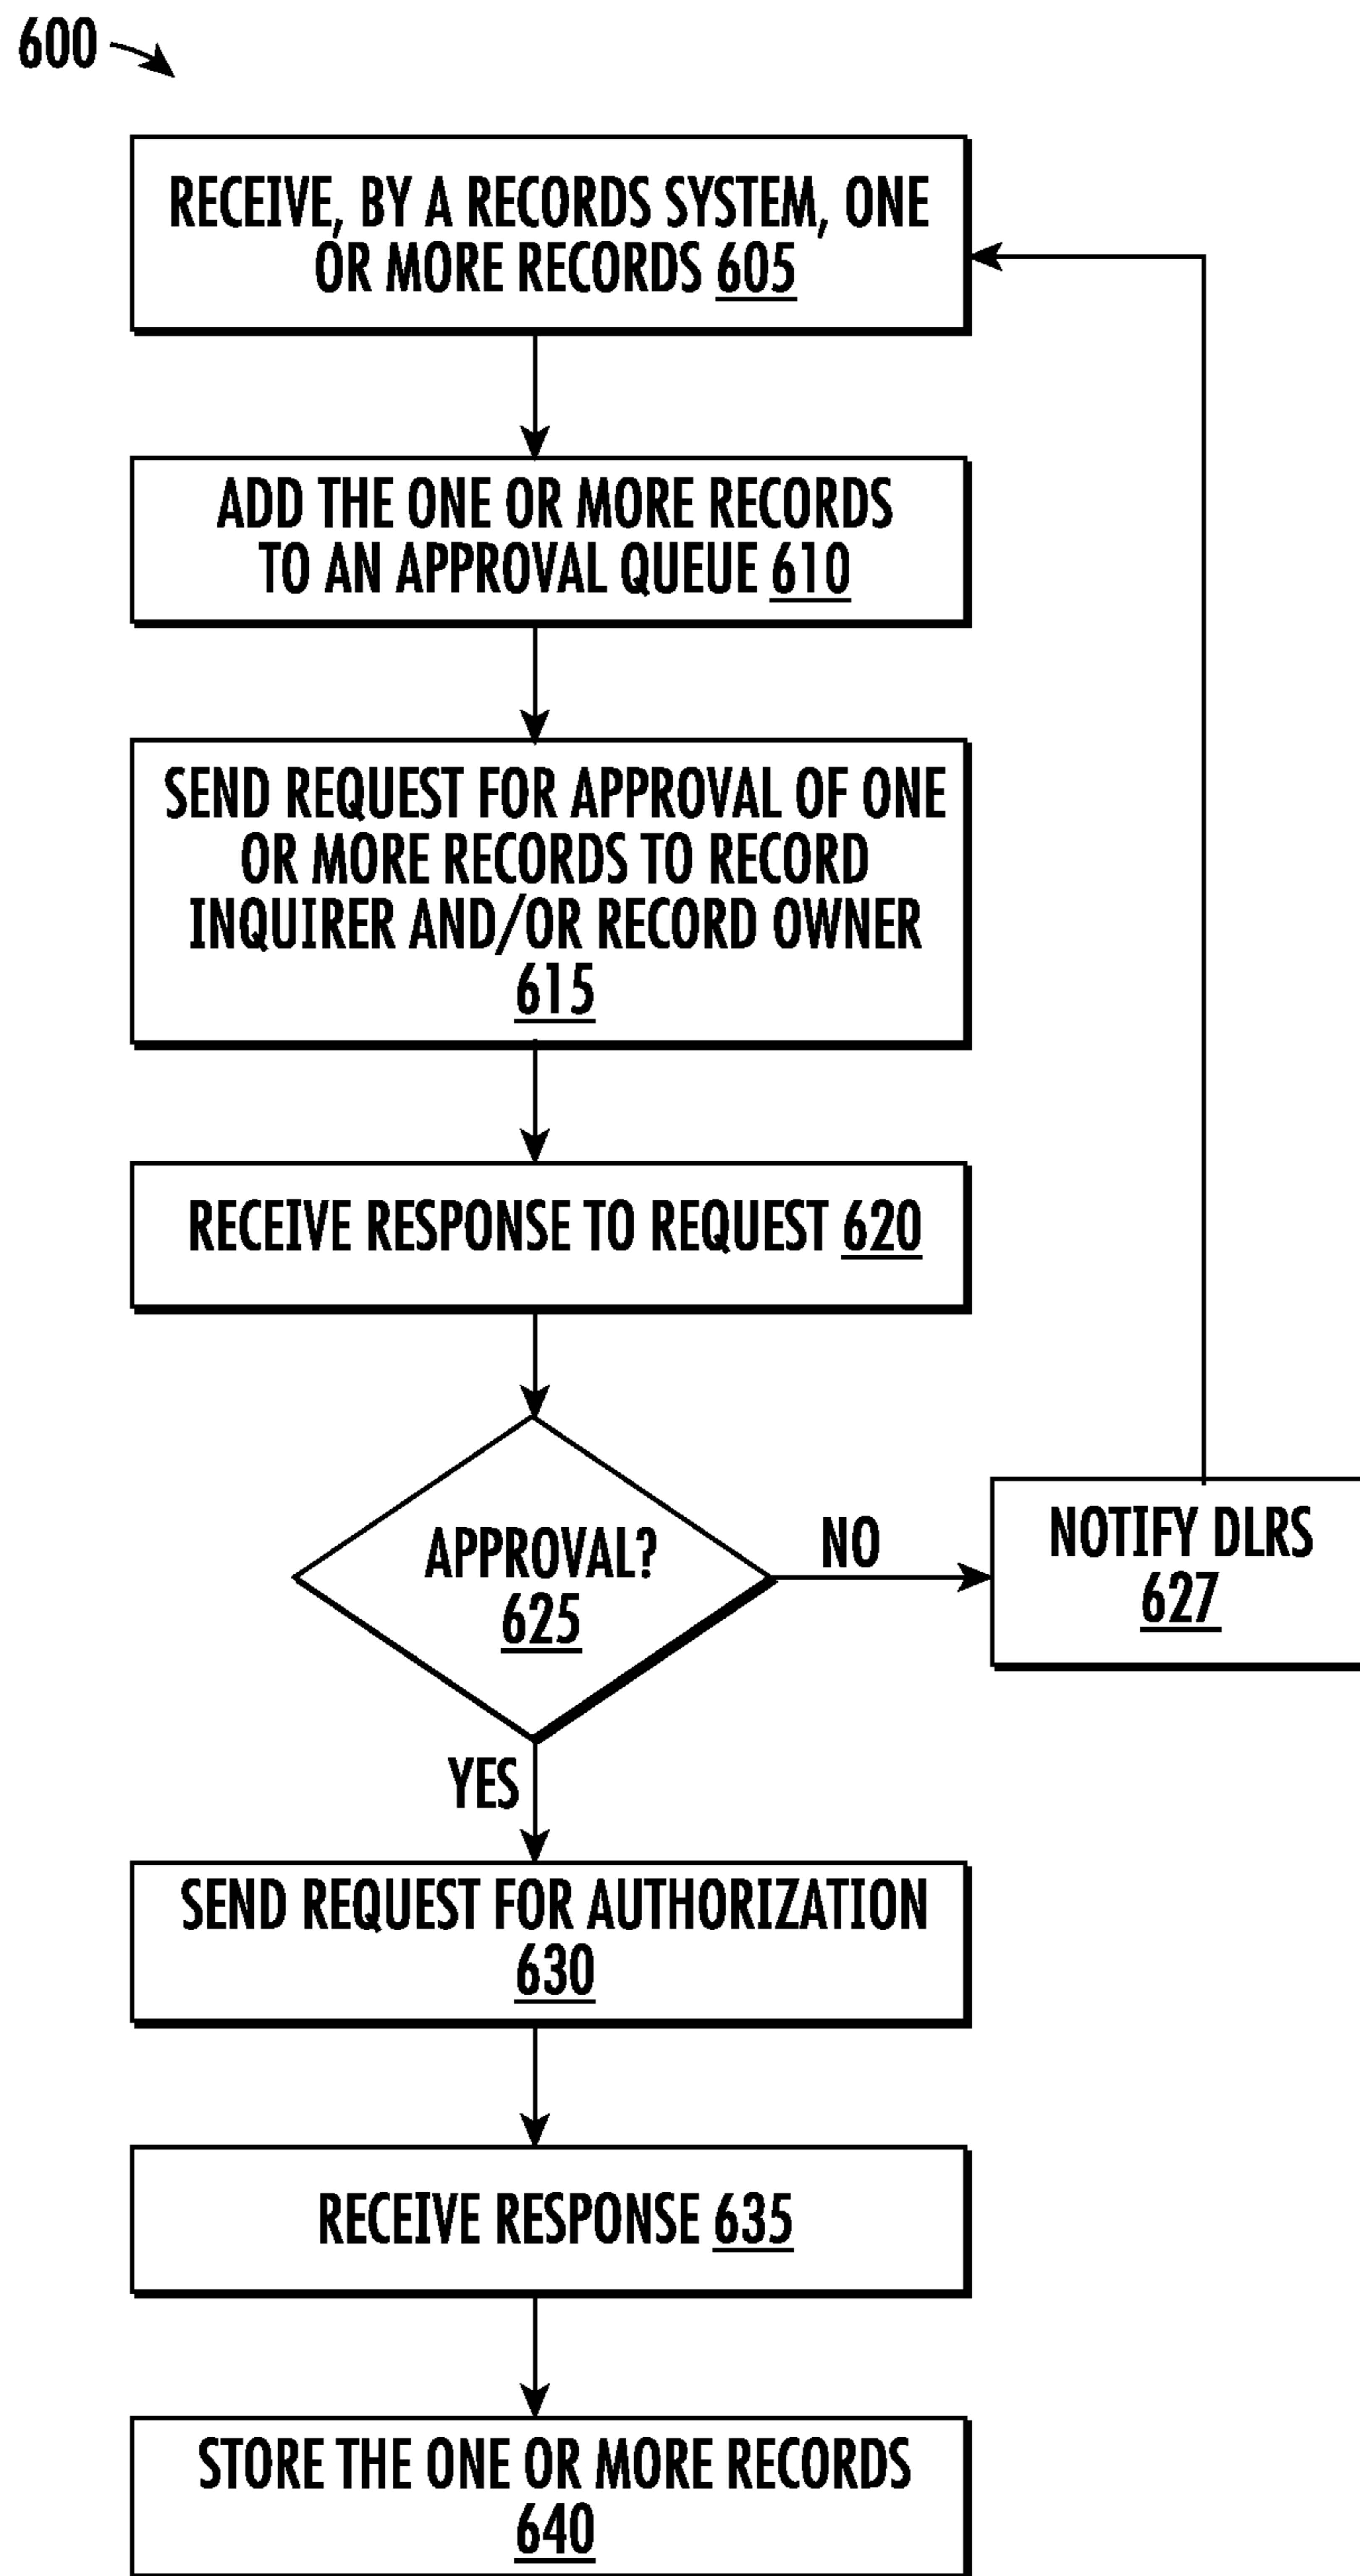 600
RECEIVE, BY A RECORDS SYSTEM, ONE
OR MORE RECORDS 605
ADD THE ONE OR MORE RECORDS
TO AN APPROVAL QUEUE 610
SEND REQUEST FOR APPROVAL OF ONE
OR MORE RECORDS TO RECORD
INQUIRER AND/OR RECORD OWNER
615
RECEIVE RESPONSE TO REQUEST 620
APPROVAL?
625
NO
NOTIFY DLRS
627
YES
SEND REQUEST FOR AUTHORIZATION
630
RECEIVE RESPONSE 635
STORE THE ONE OR MORE RECORDS
640